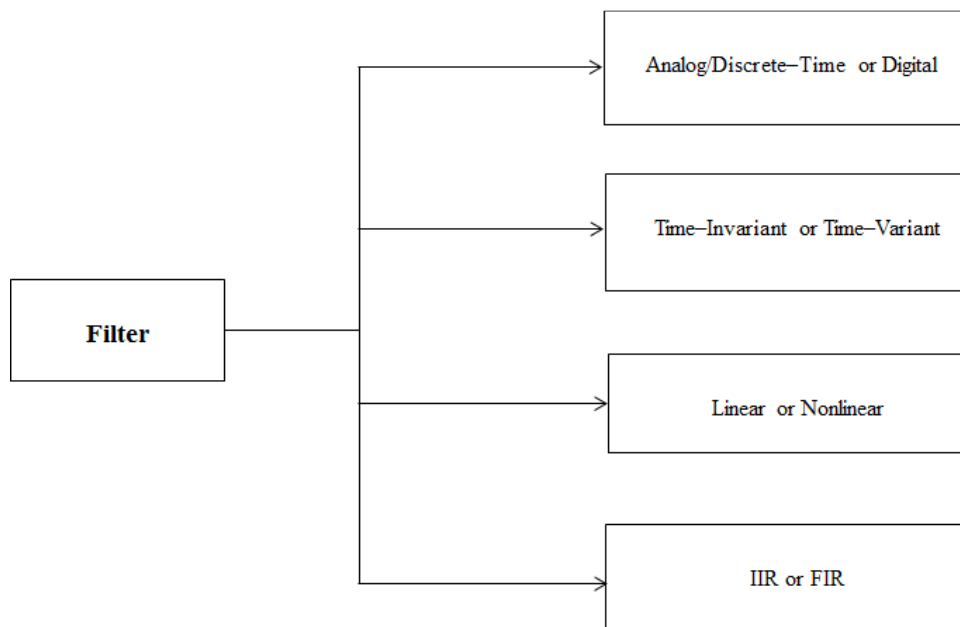 Analog/Discrete–Time or Digital
Time–Invariant or Time–Variant
Filter
Linear or Nonlinear
IIR or FIR